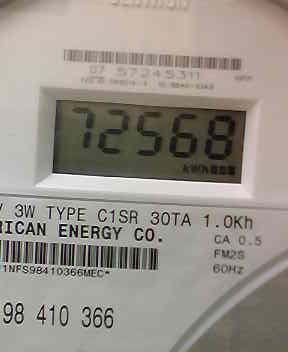 CENTRON
07 57245311
72568
kWh
V 3W TYPE C1SR 30TA 1.0Kh
RICAN ENERGY CO. CA 0.5
FM2S
1NFS98410366MEC* 60Hz
98 410 366